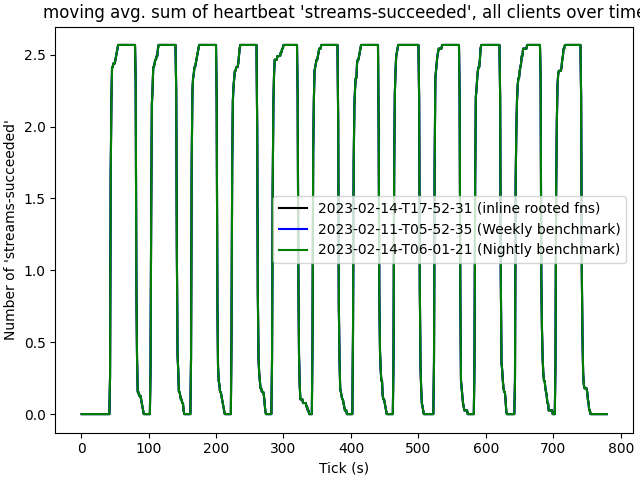 moving avg. sum of heartbeat 'streams-succeeded', all clients over time
Number of 'streams-succeeded'
2.5
2.0
1.5
1.0
0.5
0.0
2023-02-14-T17-52-31 (inline rooted fns)
2023-02-11-T05-52-35 (Weekly benchmark)
2023-02-14-T06-01-21 (Nightly benchmark)
0 100 200 300 400 500 600 700 800
Tick (s)